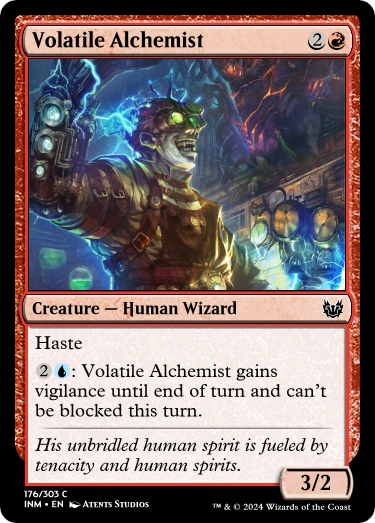 Volatile Alchemist 2
Creature — Human Wizard
Haste
2 : Volatile Alchemist gains
vigilance until end of turn and can't
be blocked this turn.
His unbridled human spirit is fueled by
tenacity and human spirits.
3/2
176/303 C
INM • EN Atents Studios
™ & © 2024 Wizards of the Coast